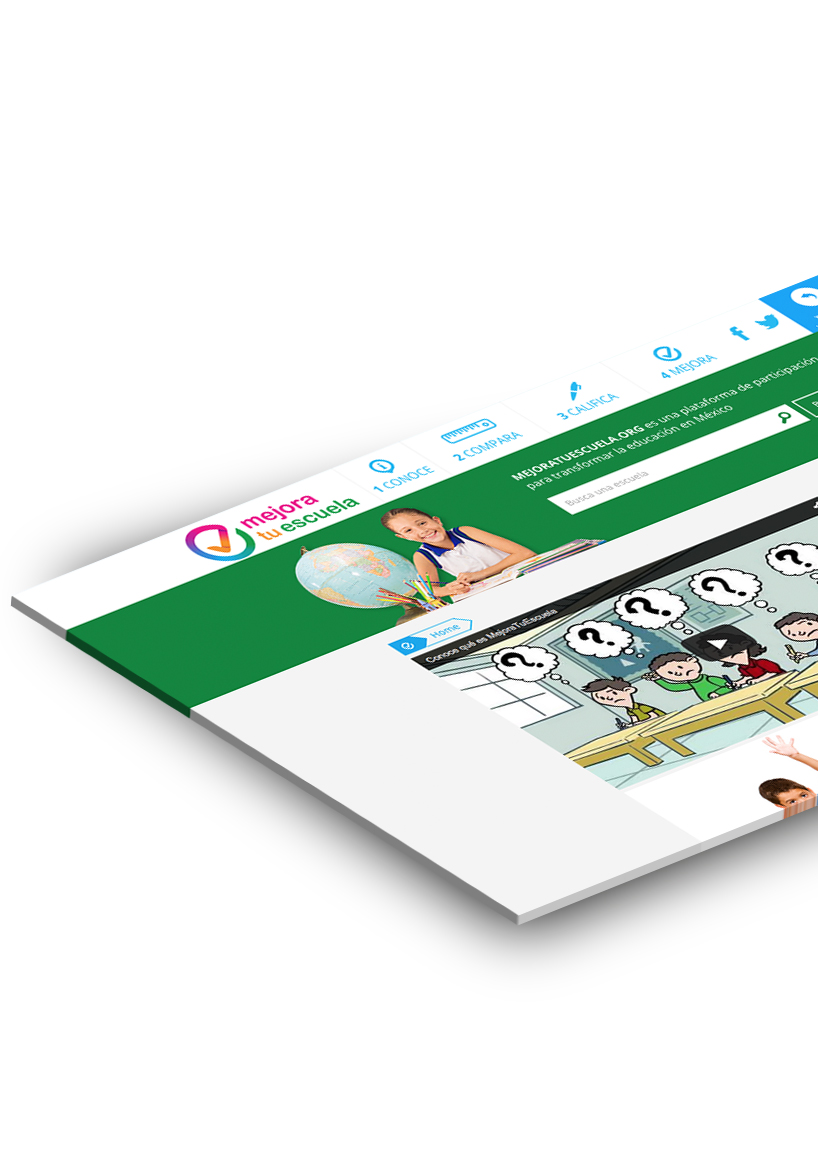 mejora
tu escuela
1 CONOCE
2 COMPARA
3 CALIFICA
4 MEJORA
MEJORATUESCUELA.ORG es una plataforma de participación
para transformar la educación en México
Busca una escuela
Home
Conoce qué es MejoraTuEscuela
? ? ? ? ?